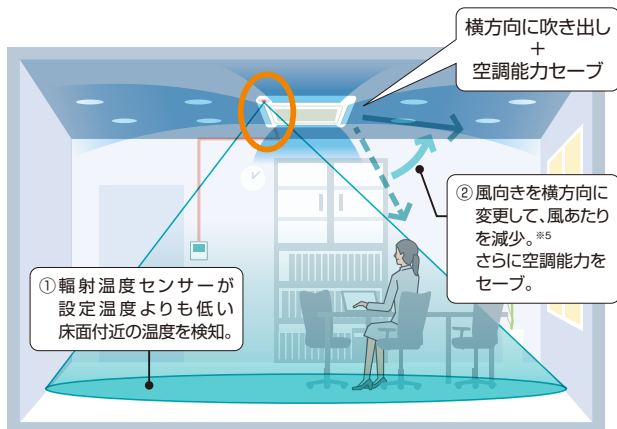 横方向に吹き出し
+
空調能力セーブ
②風向きを横方向に
変更して、風あたり
を減少。※5
さらに空調能力を
セーブ。
①輻射温度センサーが
設定温度よりも低い
床面付近の温度を検知。